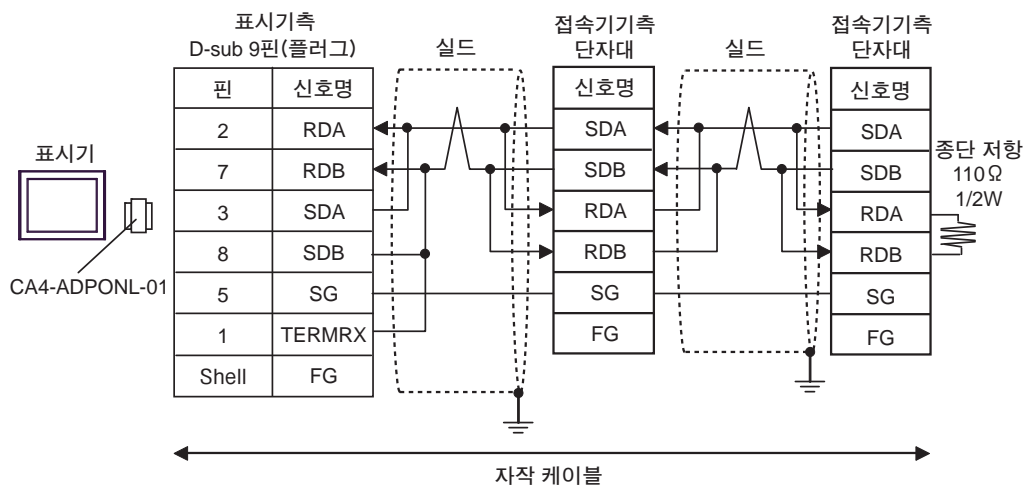 표시기측
D-sub 9핀(플러그)
실드
접속기기측
단자대
실드
접속기기측
단자대
핀 신호명
신호명
신호명
2 RDA
SDA
SDA
7 RDB
SDB
SDB
3 SDA
RDA
RDA
8 SDB
RDB
RDB
5 SG
SG
SG
1 TERMRX
FG
FG
Shell FG
표시기
CA4-ADPONL-01
종단 저항
110Ω
1/2W
자작 케이블